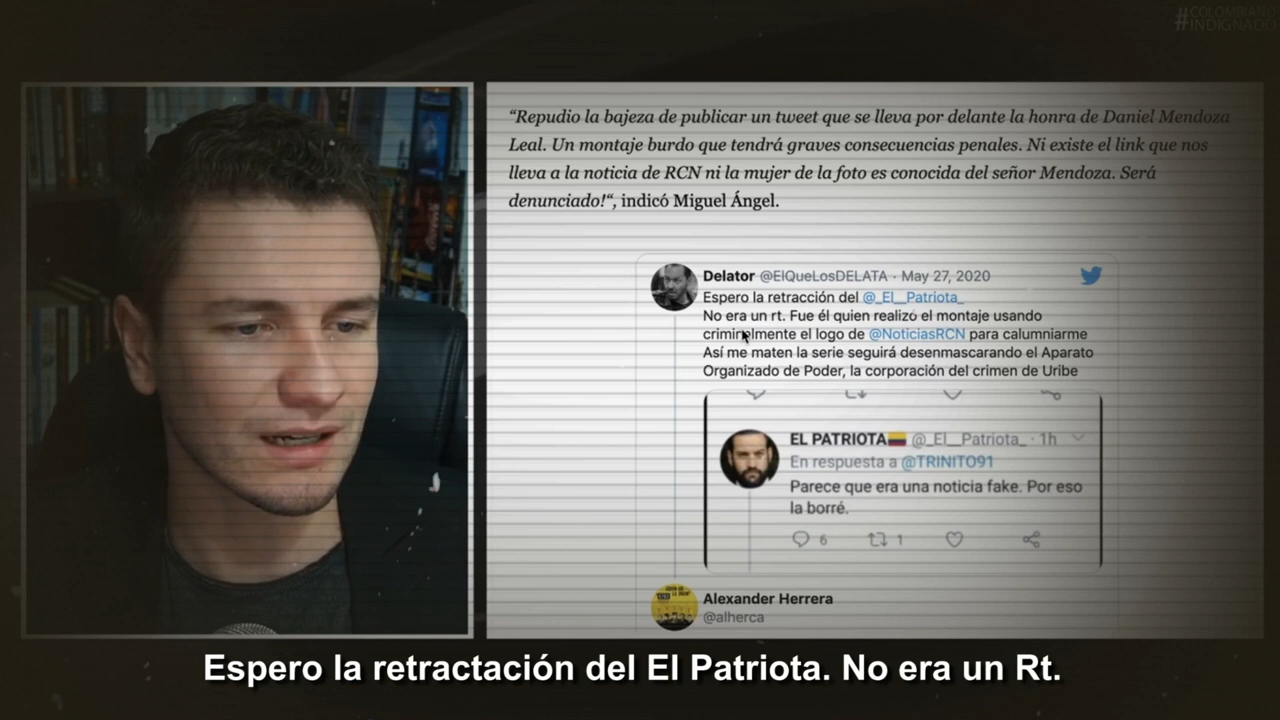 #COLOMBIANO
INDIGNADO
“Repudio la bajeza de publicar un tweet que se lleva por delante la honra de Daniel Mendoza
Leal. Un montaje burdo que tendrá graves consecuencias penales. Ni existe el link que nos
lleva a la noticia de RCN ni la mujer de la foto es conocida del señor Mendoza. Será
denunciado!“, indicó Miguel Ángel.
Delator @ElQueLosDELATA · May 27, 2020
Espero la retracción del @_El__Patriota_
No era un rt. Fue él quien realizo el montaje usando
criminalmente el logo de @NoticiasRCN para calumniarme
Así me maten la serie seguirá desenmascarando el Aparato
Organizado de Poder, la corporación del crimen de Uribe
EL PATRIOTA @_El__Patriota_ · 1h
En respuesta a @TRINITO91
Parece que era una noticia fake. Por eso
la borré.
6 1
Alexander Herrera
@alherca
Espero la retractación del El Patriota. No era un Rt.